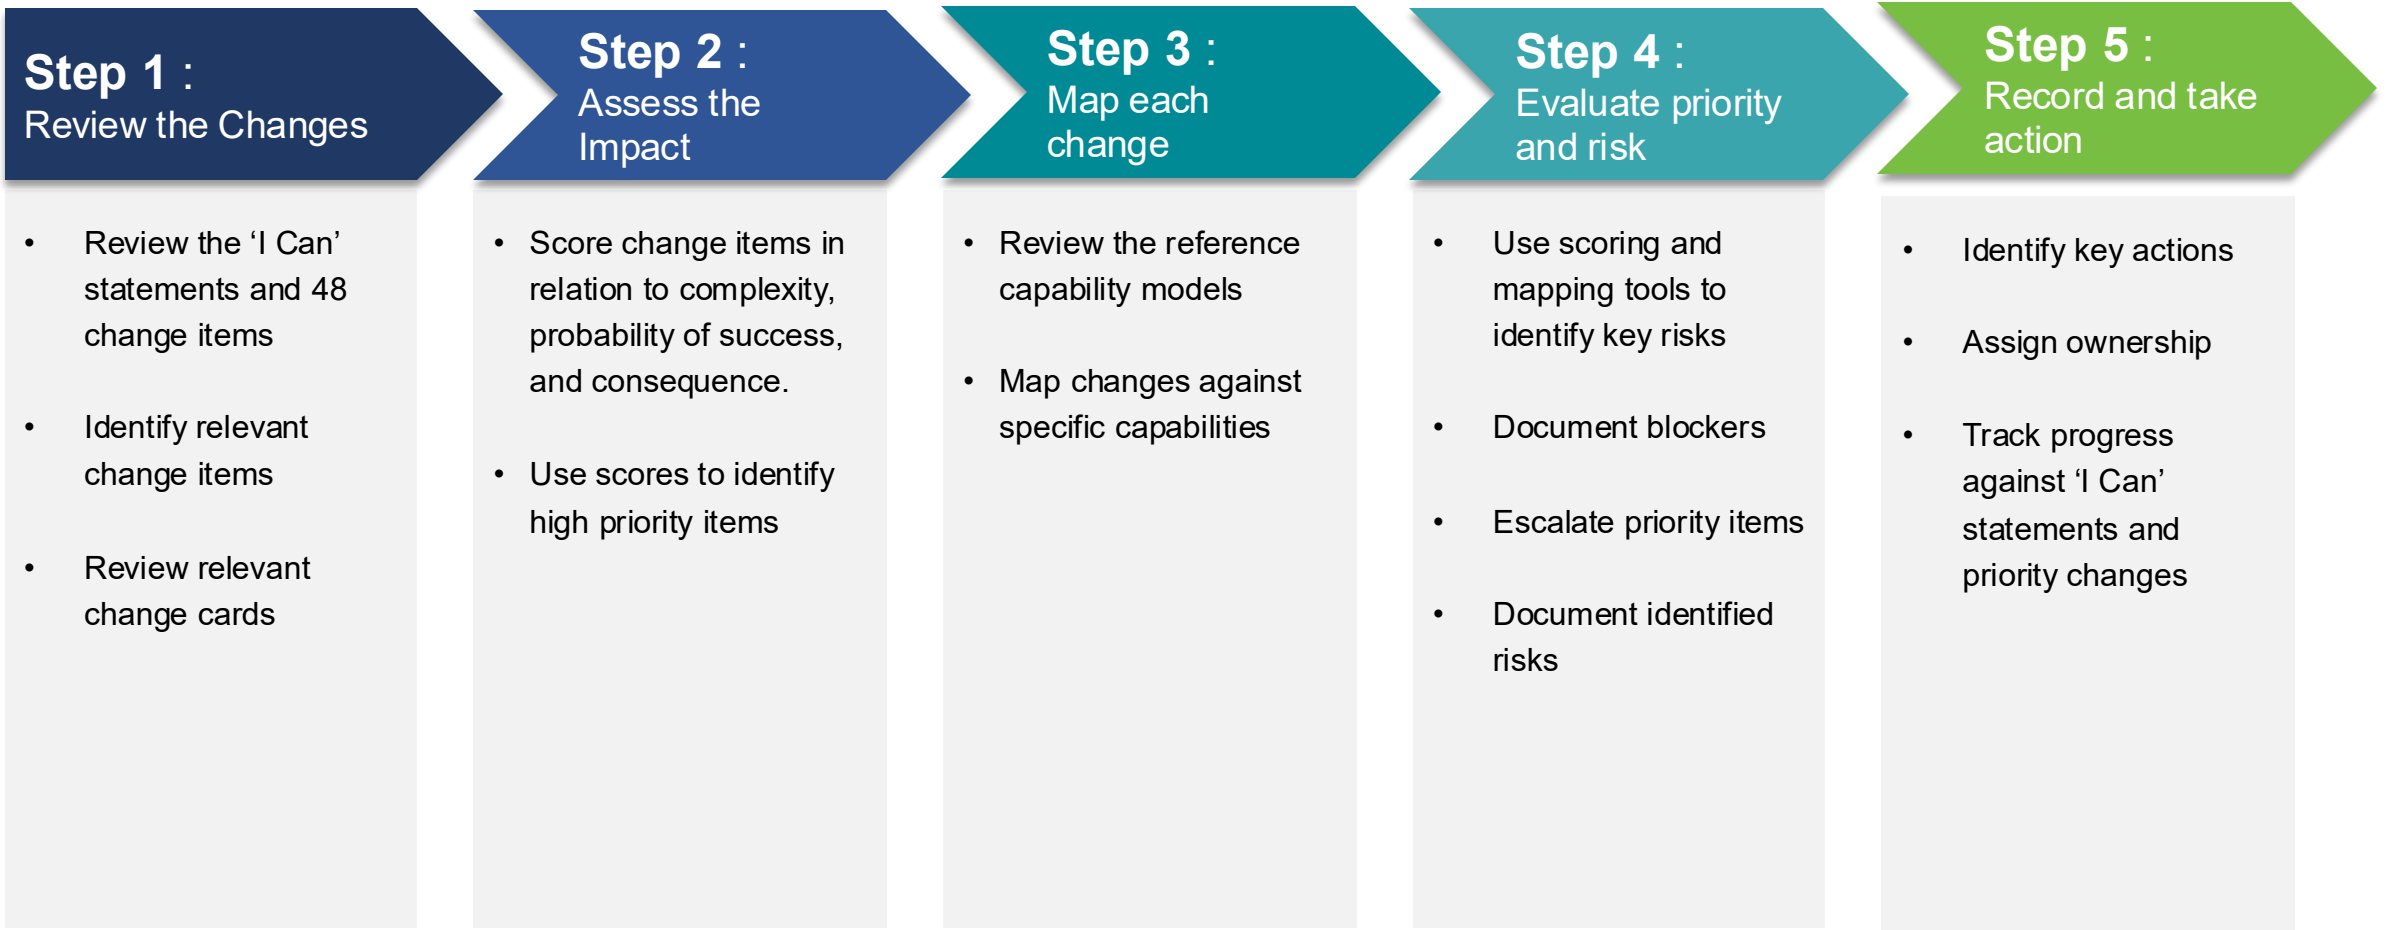 Step 1 :
Review the Changes
• Review the ‘I Can’
statements and 48
change items
• Identify relevant
change items
• Review relevant
change cards
Step 2 :
Assess the
Impact
• Score change items in
relation to complexity,
probability of success,
and consequence.
• Use scores to identify
high priority items
Step 3 :
Map each
change
• Review the reference
capability models
• Map changes against
specific capabilities
Step 4 :
Evaluate priority
and risk
• Use scoring and
mapping tools to
identify key risks
• Document blockers
• Escalate priority items
• Document identified
risks
Step 5 :
Record and take
action
• Identify key actions
• Assign ownership
• Track progress
against ‘I Can’
statements and
priority changes